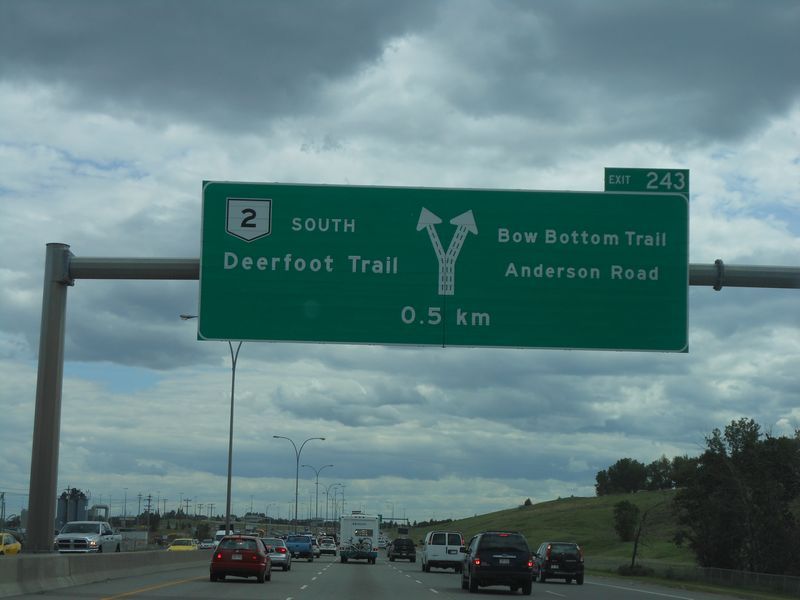 EXIT 243
2 SOUTH
Deerfoot Trail
Bow Bottom Trail
Anderson Road
0.5 km